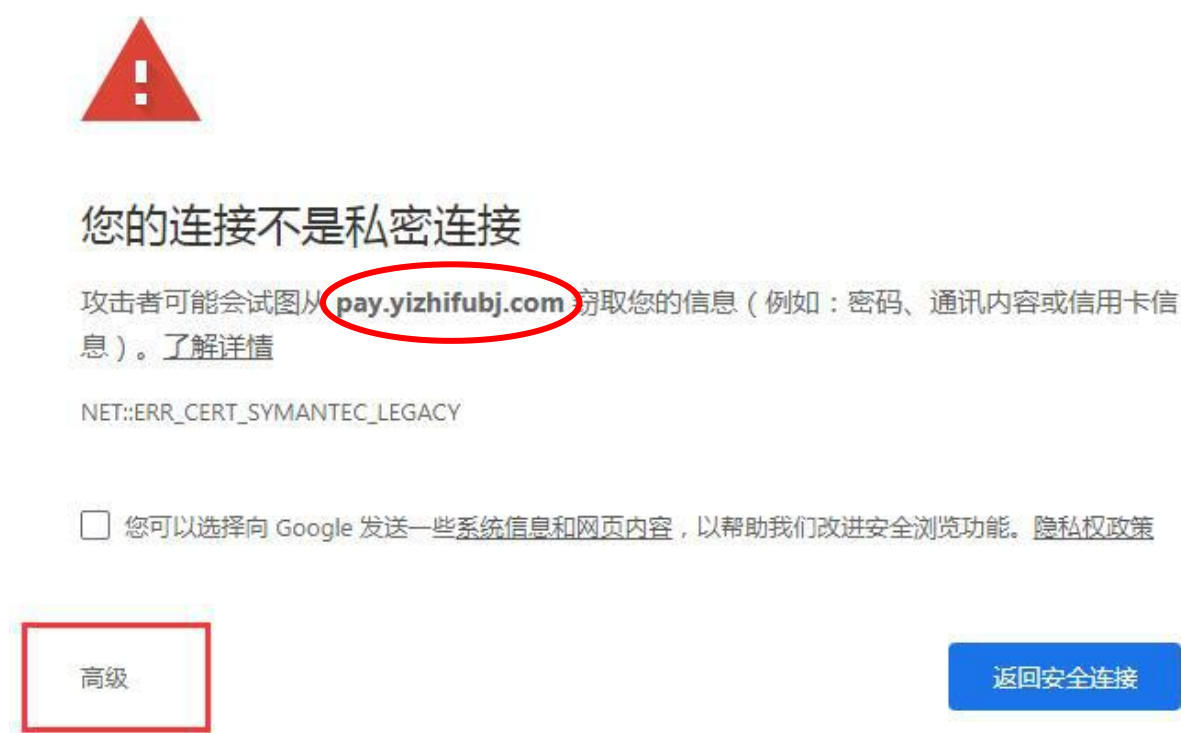 您的连接不是私密连接
攻击者可能会试图从 pay.yizhifubj.com 窃取您的信息（例如：密码、通讯内容或信用卡信
息）。了解详情
NET::ERR_CERT_SYMANTEC_LEGACY
您可以选择向 Google 发送一些系统信息和网页内容，以帮助我们改进安全浏览功能。隐私权政策
高级
返回安全连接